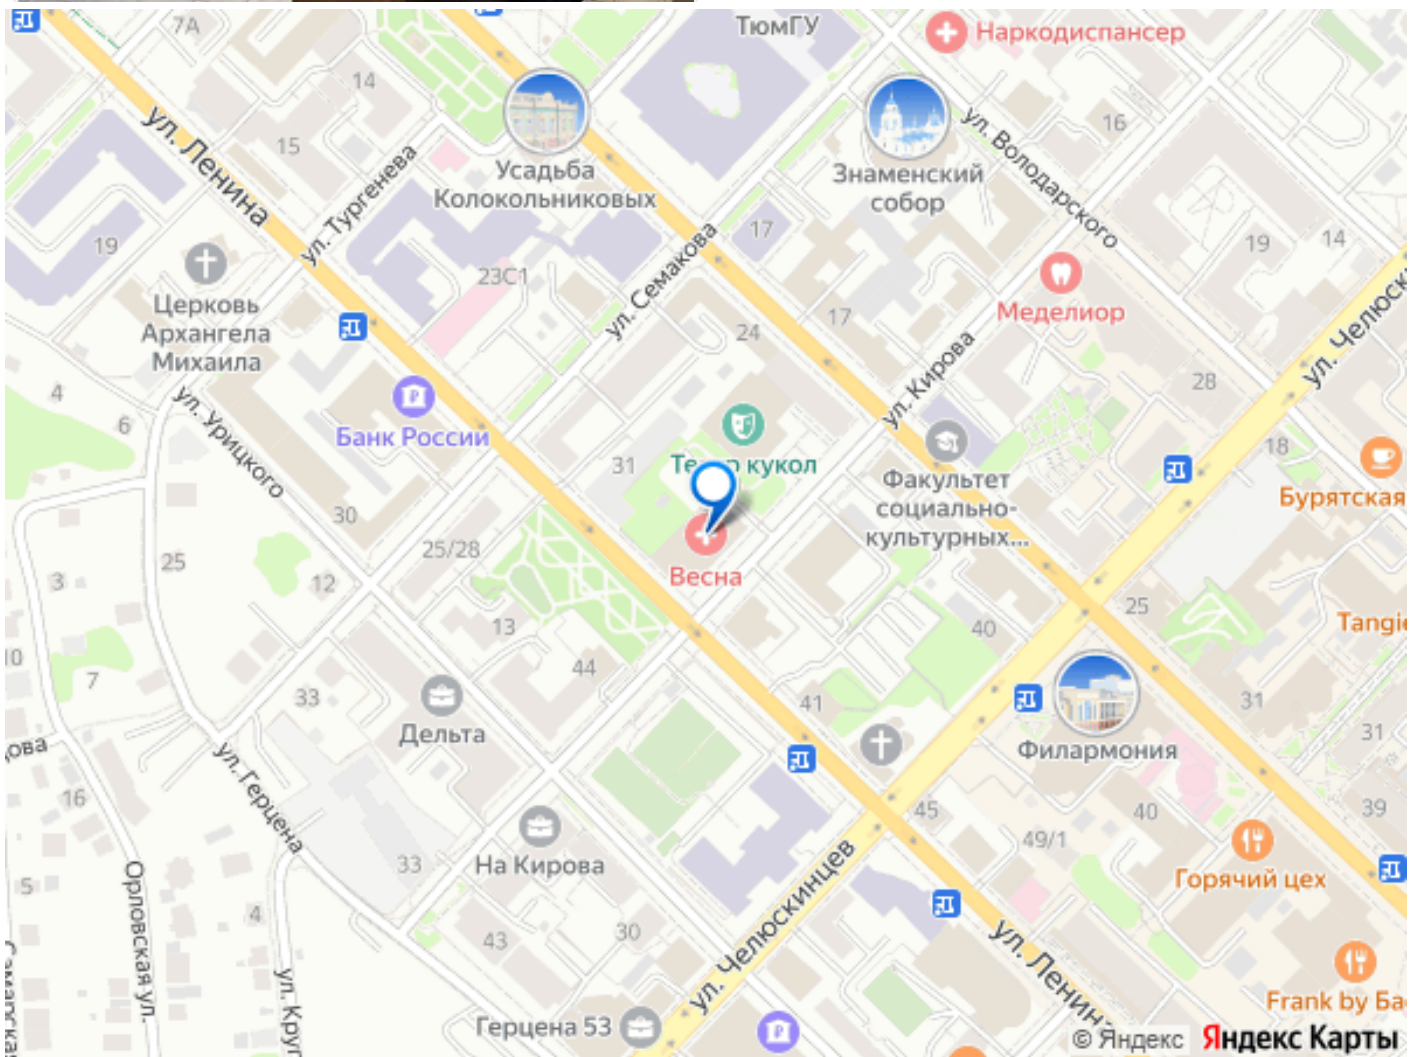 7А
ТюмГУ
Наркодиспансер
14
16
ул. Ленина
15
ул. Володарского
Усадьба
Колокольниковых
Знаменский
собор
ул. Тургенева
17
19
14
19
ул. Семакова
23С1
Церковь
Архангела
Михаила
Меделиор
17
24
ул. Челюск
ул. Кирова
28
4
6
ул. Урицкого
Банк России
31
Театр кукол
18
Факультет
социально-
культурных...
Бурятская
30
25/28
25
3
12
Весна
25
Tangie
13
40
10
7
44
33
41
31
31
Дельта
Филармония
дова
ул. Герцена
16
45
40
39
49/1
33
На Кирова
Горячий цех
5
Орловская ул.
ул. Челюскинцев
4
43
30
ул. Ленина
ул. Круг
Герцена 53
Frank by Ба
© Яндекс Яндекс Карты